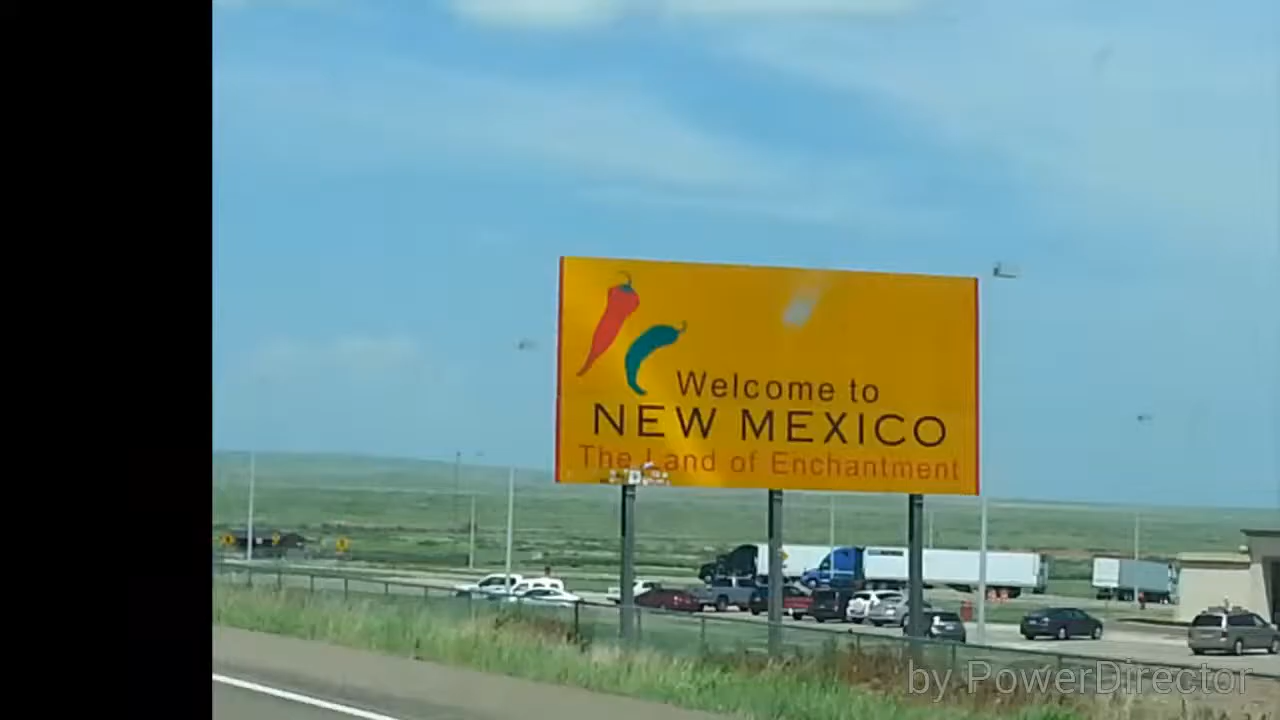 Welcome to
NEW MEXICO
The Land of Enchantment
by PowerDirector